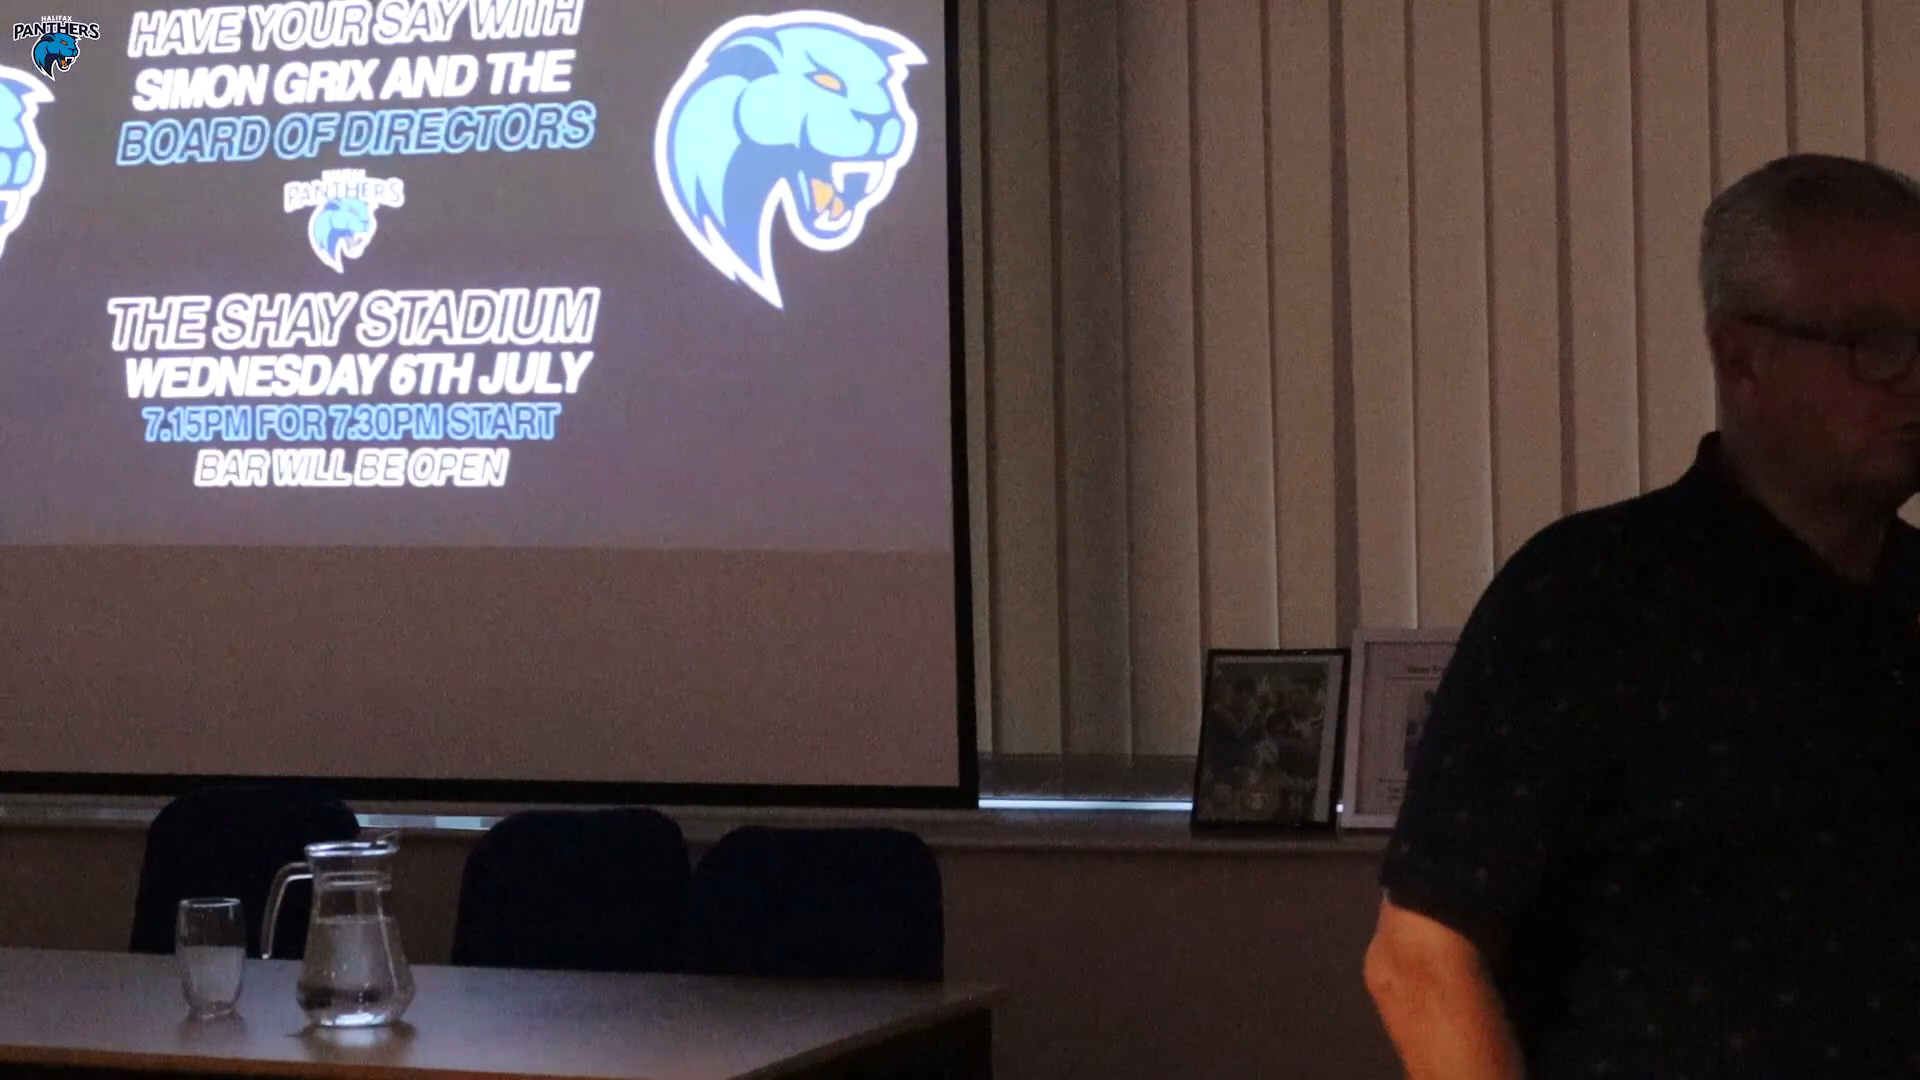 HALIFAX
PANTHERS
HAVE YOUR SAY WITH
SIMON GRIX AND THE
BOARD OF DIRECTORS
PANTHERS
THE SHAY STADIUM
WEDNESDAY 6TH JULY
7.15PM FOR 7.30PM START
BAR WILL BE OPEN